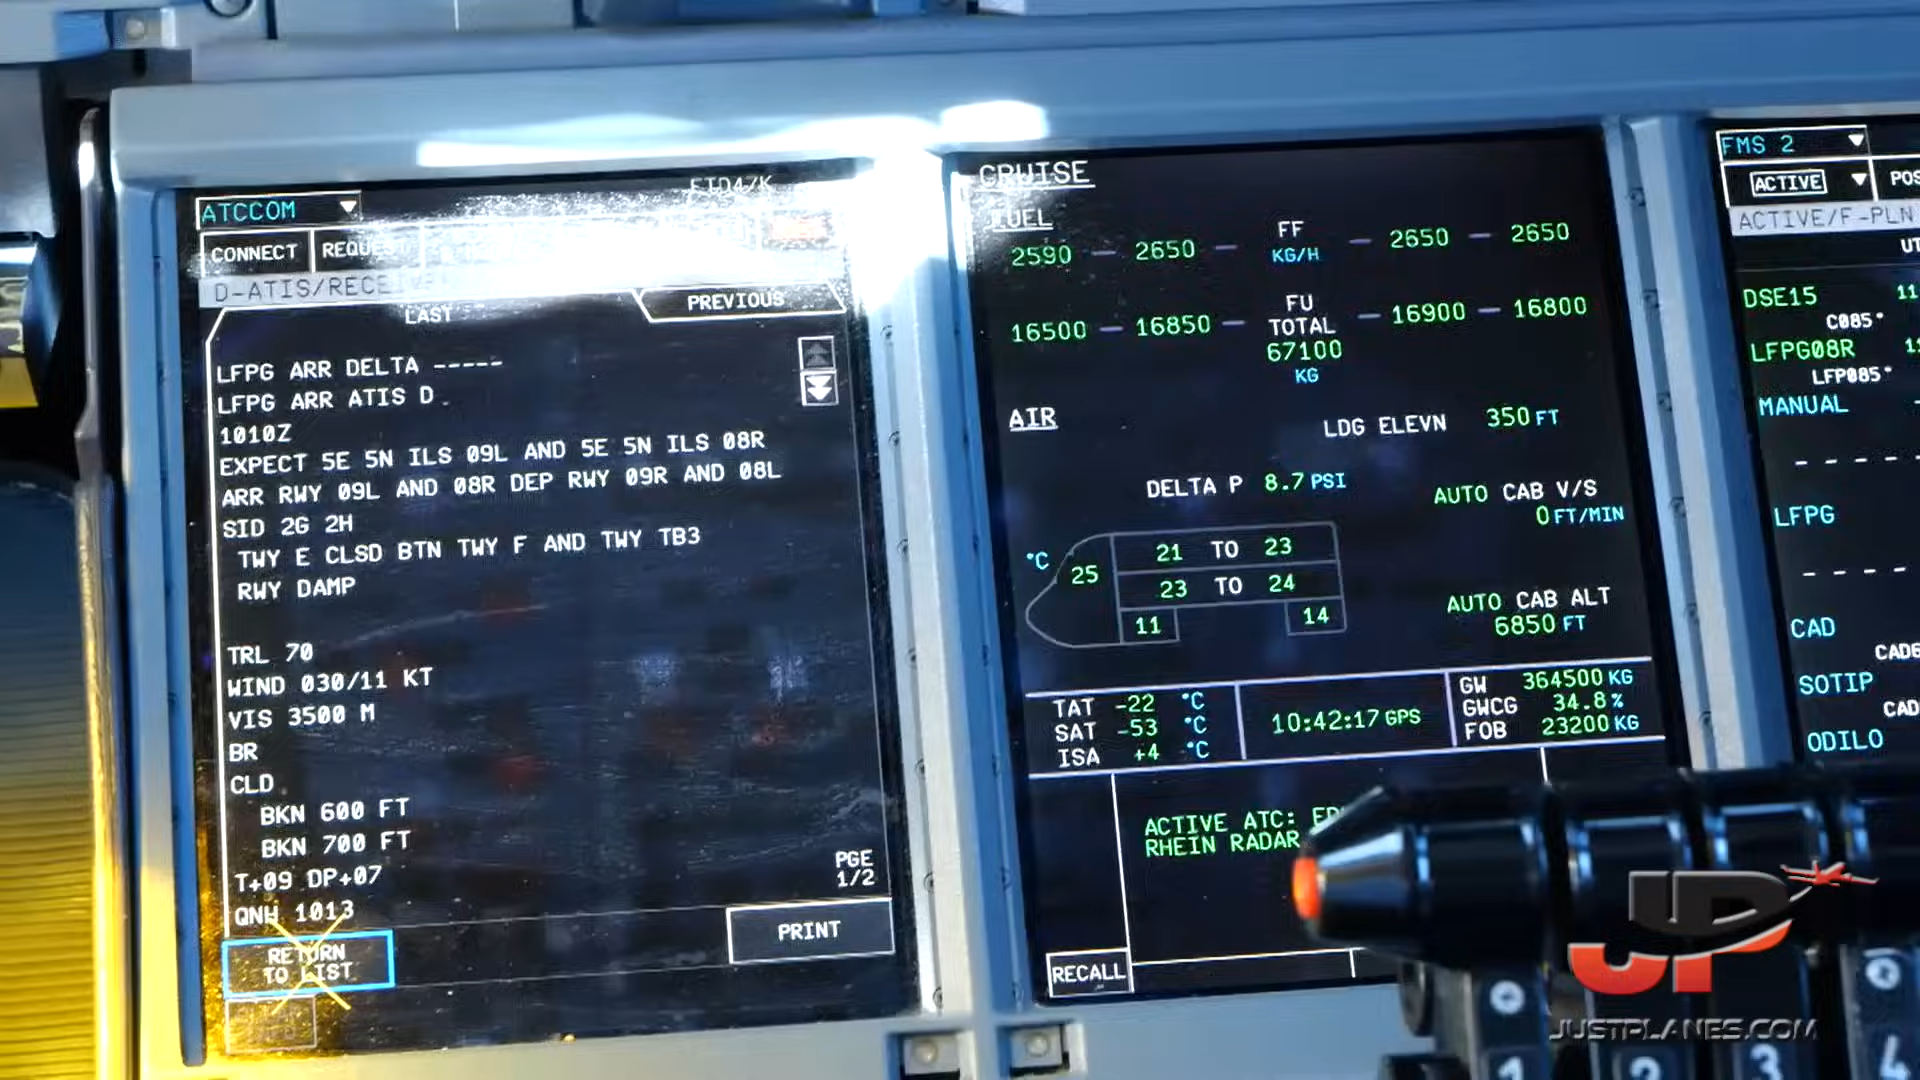 FID4/K
ATCCOM
CONNECT
D-ATIS/RECEIVE
LAST
PREVIOUS
LFPG ARR DELTA -----
LFPG ARR ATIS D
1010Z
EXPECT 5E 5N ILS 09L AND 5E 5N ILS 08R
ARR RWY 09L AND 08R DEP RWY 09R AND 08L
SID 2G 2H
TWY E CLSD BTN TWY F AND TWY TB3
RWY DAMP
TRL 70
WIND 030/11 KT
VIS 3500 M
BR
CLD
BKN 600 FT
BKN 700 FT
T+09 DP+07
QNH 1013
PGE
1/2
RETURN
TO LIST
PRINT
CRUISE
FUEL
FF
2590 — 2650 — KG/H — 2650 — 2650
FU
TOTAL
16500 — 16850 — — 16900 — 16800
67100
KG
AIR
LDG ELEVN 350 FT
DELTA P 8.7 PSI
AUTO CAB V/S
0 FT/MIN
°C
25
21 TO 23
23 TO 24
11
14
AUTO CAB ALT
6850 FT
TAT -22 °C
SAT -53 °C
ISA +4 °C
10:42:17 GPS
GW 364500 KG
GWCG 34.8 %
FOB 23200 KG
ACTIVE ATC:
RHEIN RADAR
RECALL
FMS 2
ACTIVE
ACTIVE/F-PLN
DSE15
C085°
LFPG08R
LFP085°
MANUAL
LFPG
CAD
SOTIP
ODILO
JP
JUSTPLANES.COM
1
2
3
4